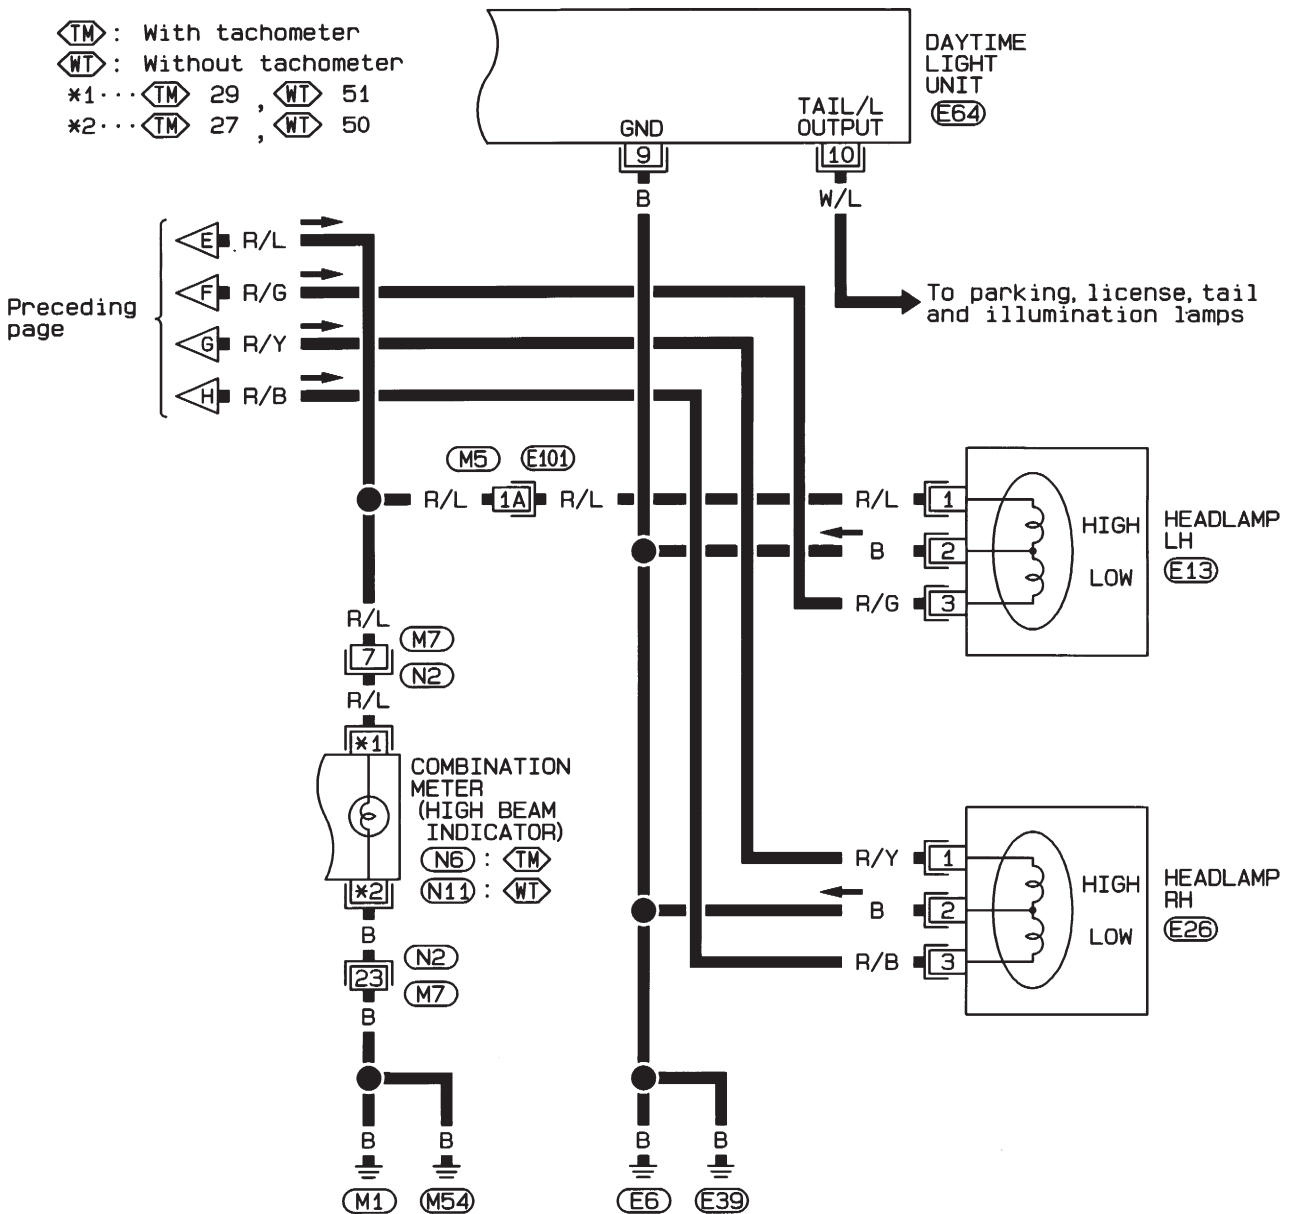 TM : With tachometer
WT : Without tachometer
*1··· TM 29 , WT 51
*2··· TM 27 , WT 50
DAYTIME
LIGHT
UNIT
E64
GND
TAIL/L
OUTPUT
9
10
B
W/L
Preceding
page
E R/L
F R/G
G R/Y
H R/B
To parking, license, tail
and illumination lamps
M5 E101
R/L 1A R/L R/L 1
B 2
R/G 3
HIGH
LOW
HEADLAMP
LH
E13
R/L
7
M7
N2
R/L
*1
COMBINATION
METER
(HIGH BEAM
INDICATOR)
N6 : TM
N11 : WT
*2
B
23
N2
M7
B
R/Y 1
B 2
R/B 3
HIGH
LOW
HEADLAMP
RH
E26
B B B B
M1 M54 E6 E39